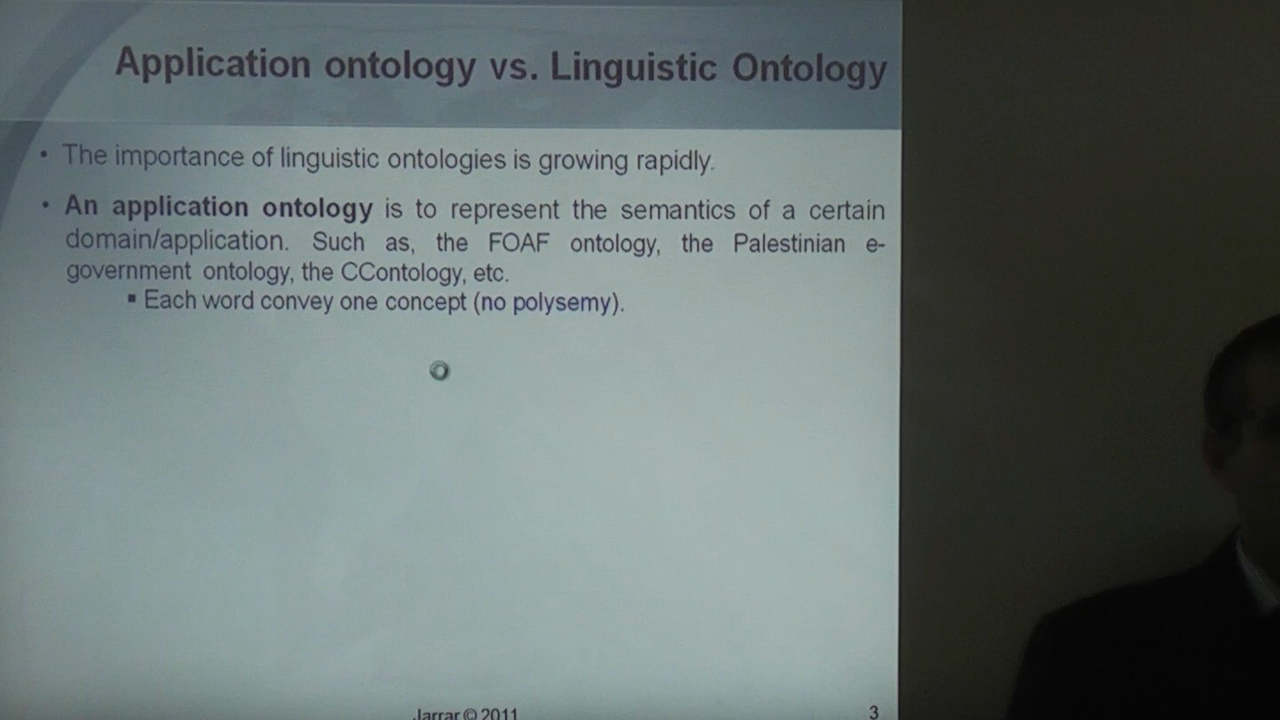 Application ontology vs. Linguistic Ontology
• The importance of linguistic ontologies is growing rapidly.
• An application ontology is to represent the semantics of a certain
domain/application. Such as, the FOAF ontology, the Palestinian e-
government ontology, the CContology, etc.
▪ Each word convey one concept (no polysemy).
Jarrar © 2011
3